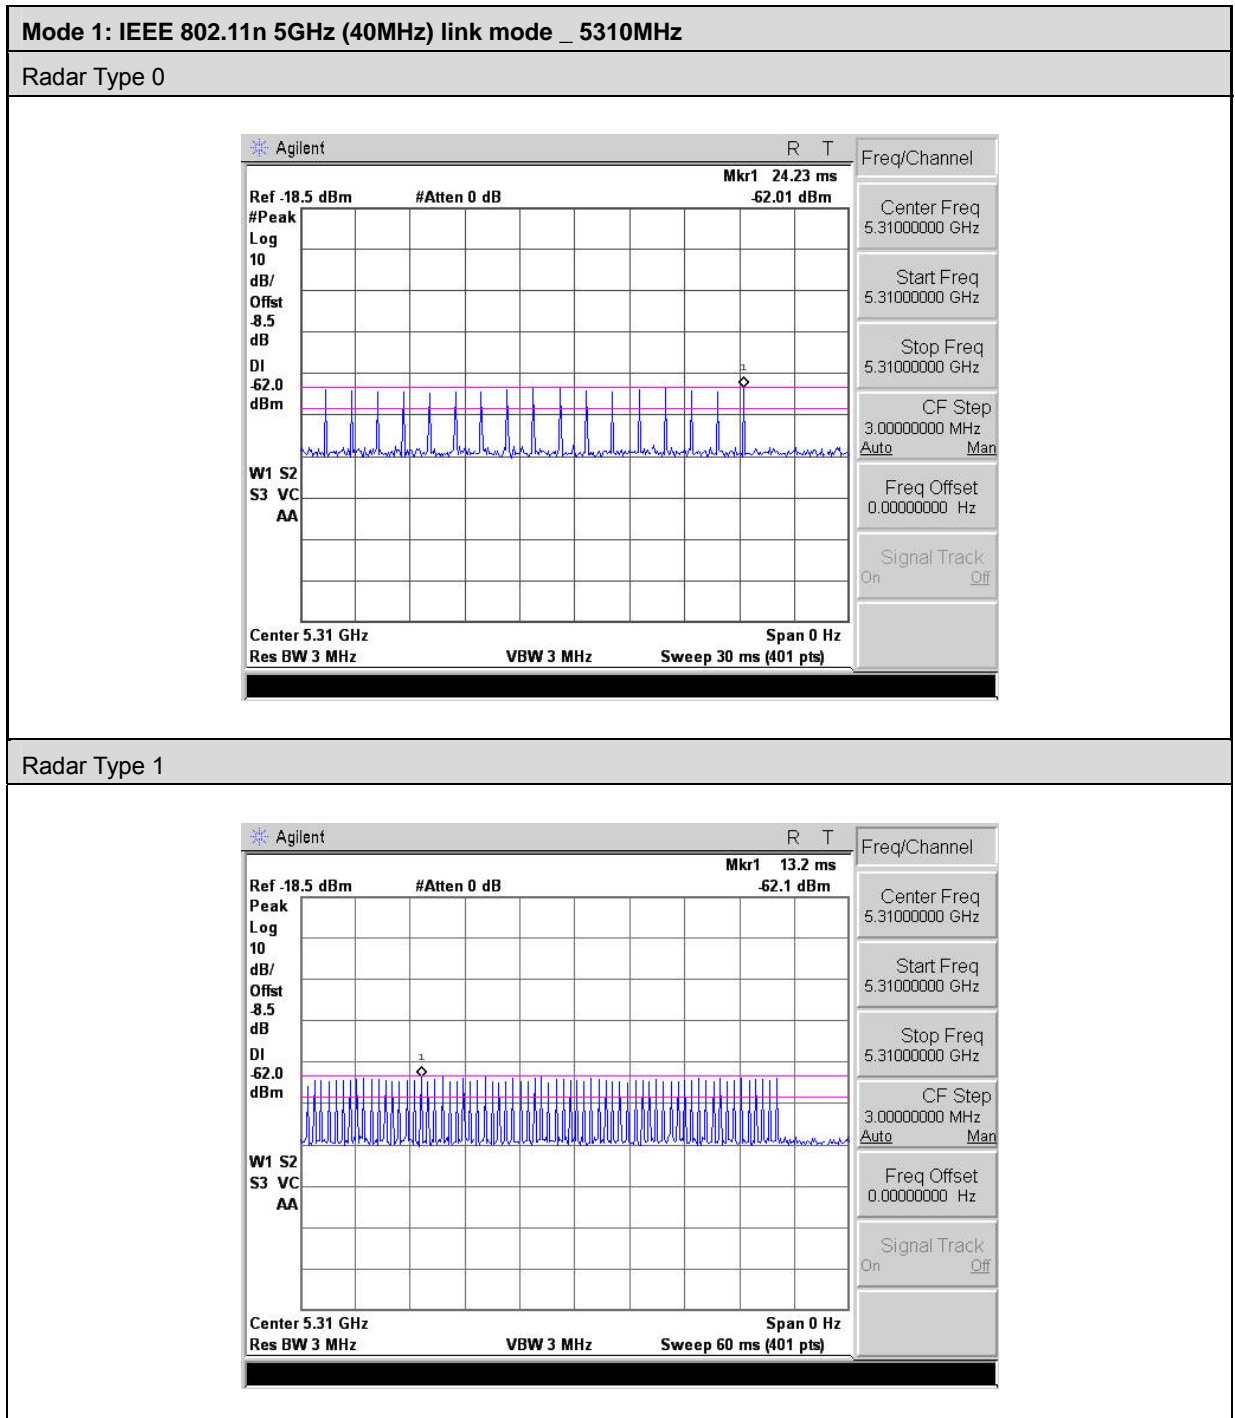 Mode 1: IEEE 802.11n 5GHz (40MHz) link mode _ 5310MHz
Radar Type 0
Agilent R T
Freq/Channel
Mkr1 24.23 ms
Ref -18.5 dBm #Atten 0 dB -62.01 dBm
#Peak
Log
10
dB/
Offst
-8.5
dB
DI
-62.0
dBm
1
W1 S2
S3 VC
AA
Center 5.31 GHz Span 0 Hz
Res BW 3 MHz VBW 3 MHz Sweep 30 ms (401 pts)
Center Freq
5.31000000 GHz
Start Freq
5.31000000 GHz
Stop Freq
5.31000000 GHz
CF Step
3.00000000 MHz
Auto Man
Freq Offset
0.00000000 Hz
Signal Track
On Off
Radar Type 1
Agilent R T
Freq/Channel
Mkr1 13.2 ms
Ref -18.5 dBm #Atten 0 dB -62.1 dBm
Peak
Log
10
dB/
Offst
-8.5
dB
DI
-62.0
dBm
1
W1 S2
S3 VC
AA
Center 5.31 GHz Span 0 Hz
Res BW 3 MHz VBW 3 MHz Sweep 60 ms (401 pts)
Center Freq
5.31000000 GHz
Start Freq
5.31000000 GHz
Stop Freq
5.31000000 GHz
CF Step
3.00000000 MHz
Auto Man
Freq Offset
0.00000000 Hz
Signal Track
On Off